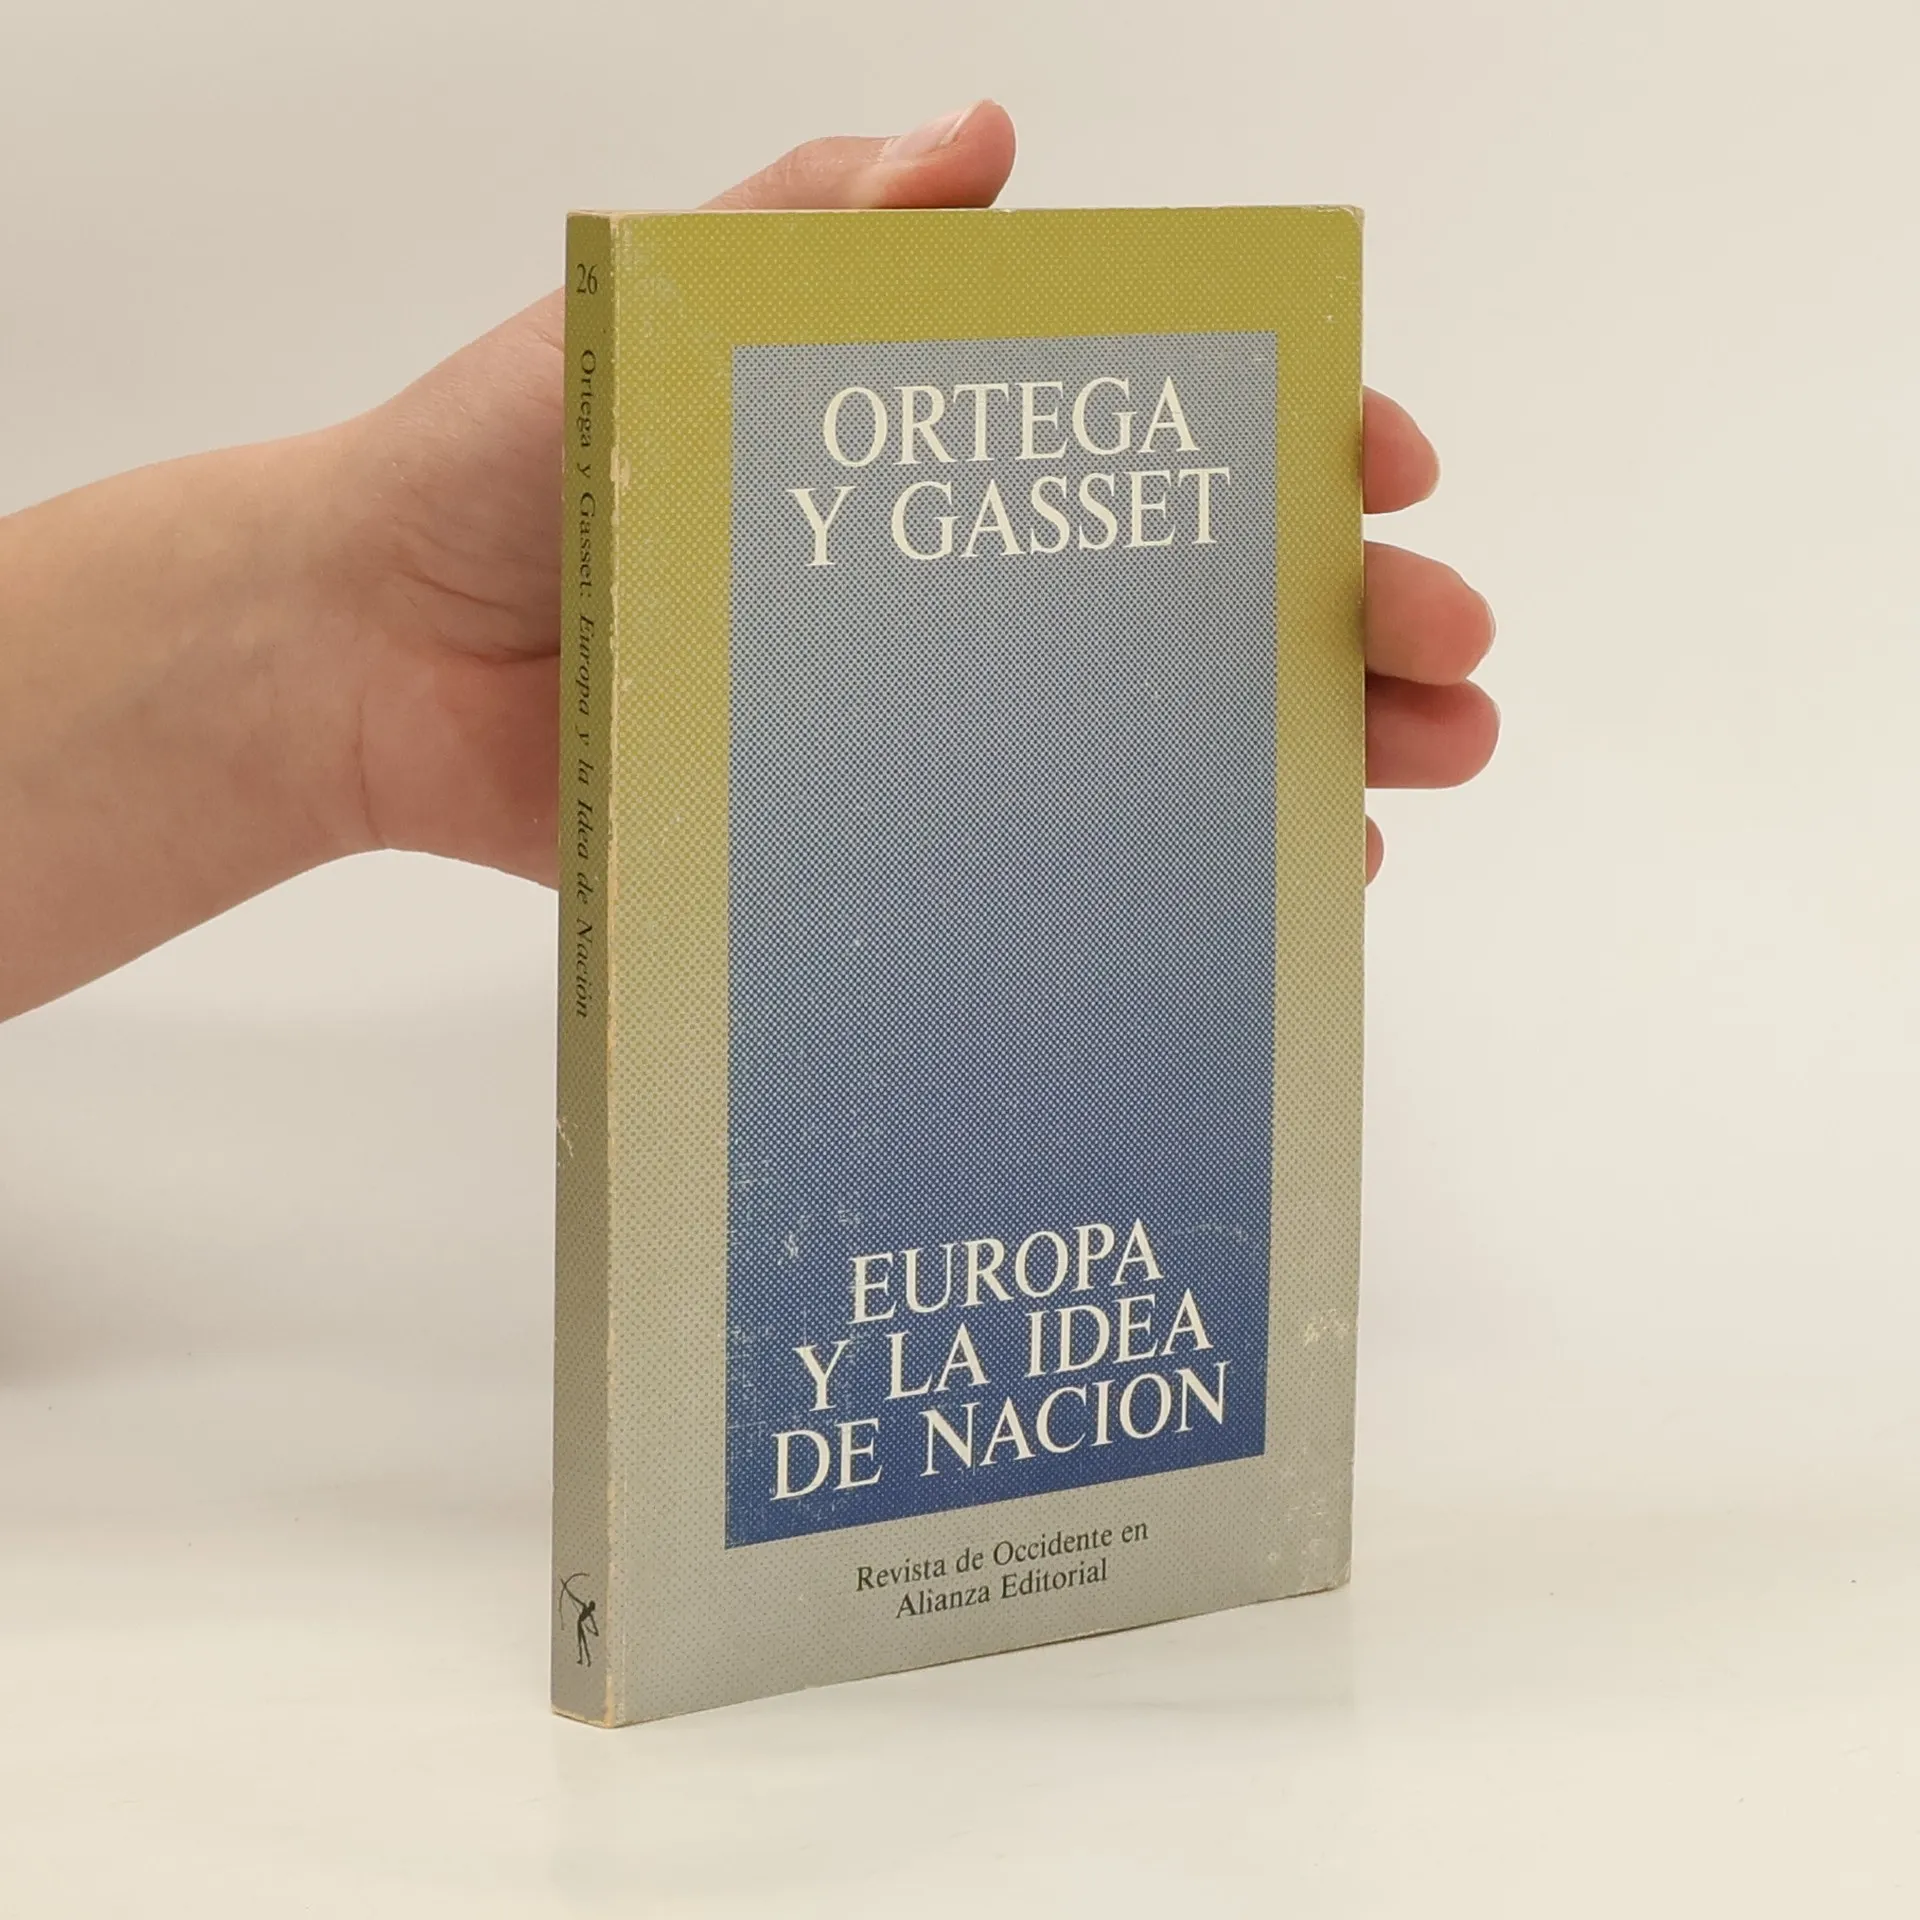 26 Ortega y Gasset: Europa y la Idea de Nación
ORTEGA
Y GASSET
EUROPA
Y LA IDEA
DE NACION
Revista de Occidente en
Alianza Editorial